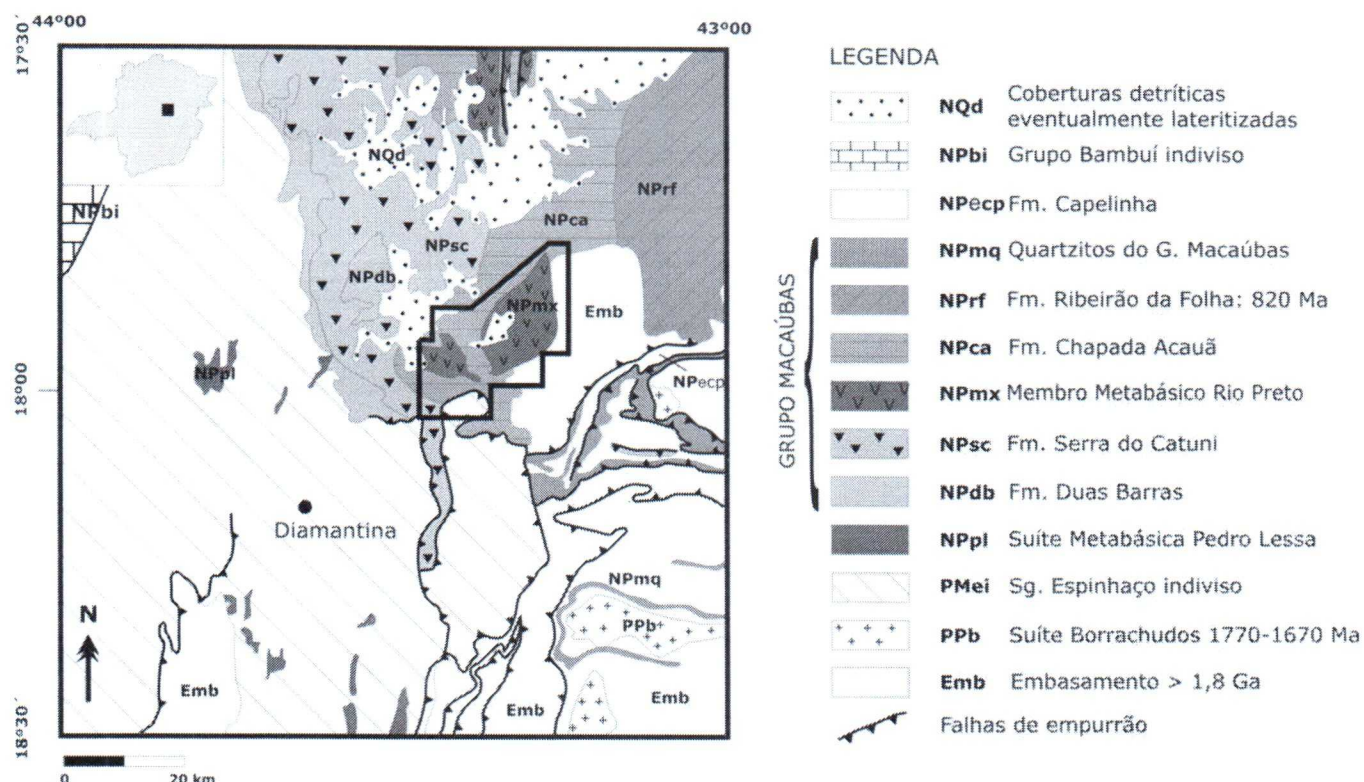 44°00
43°00
17°30´
18°00
18°30´
NPbi
NQd
NPrf
NPca
NPsc
NPdb
NPmx
Emb
NPpl
NPecp
Diamantina
NPmq
PPb
N
Emb
Emb
Emb
0 20 km
LEGENDA
NQd Coberturas detríticas
eventualmente lateritizadas
NPbi Grupo Bambuí indiviso
NPecp Fm. Capelinha
GRUPO MACAÚBAS
NPmq Quartzitos do G. Macaúbas
NPrf Fm. Ribeirão da Folha: 820 Ma
NPca Fm. Chapada Acauã
NPmx Membro Metabásico Rio Preto
NPsc Fm. Serra do Catuni
NPdb Fm. Duas Barras
NPpl Suíte Metabásica Pedro Lessa
PMei Sg. Espinhaço indiviso
PPb Suíte Borrachudos 1770-1670 Ma
Emb Embasamento > 1,8 Ga
Falhas de empurrão